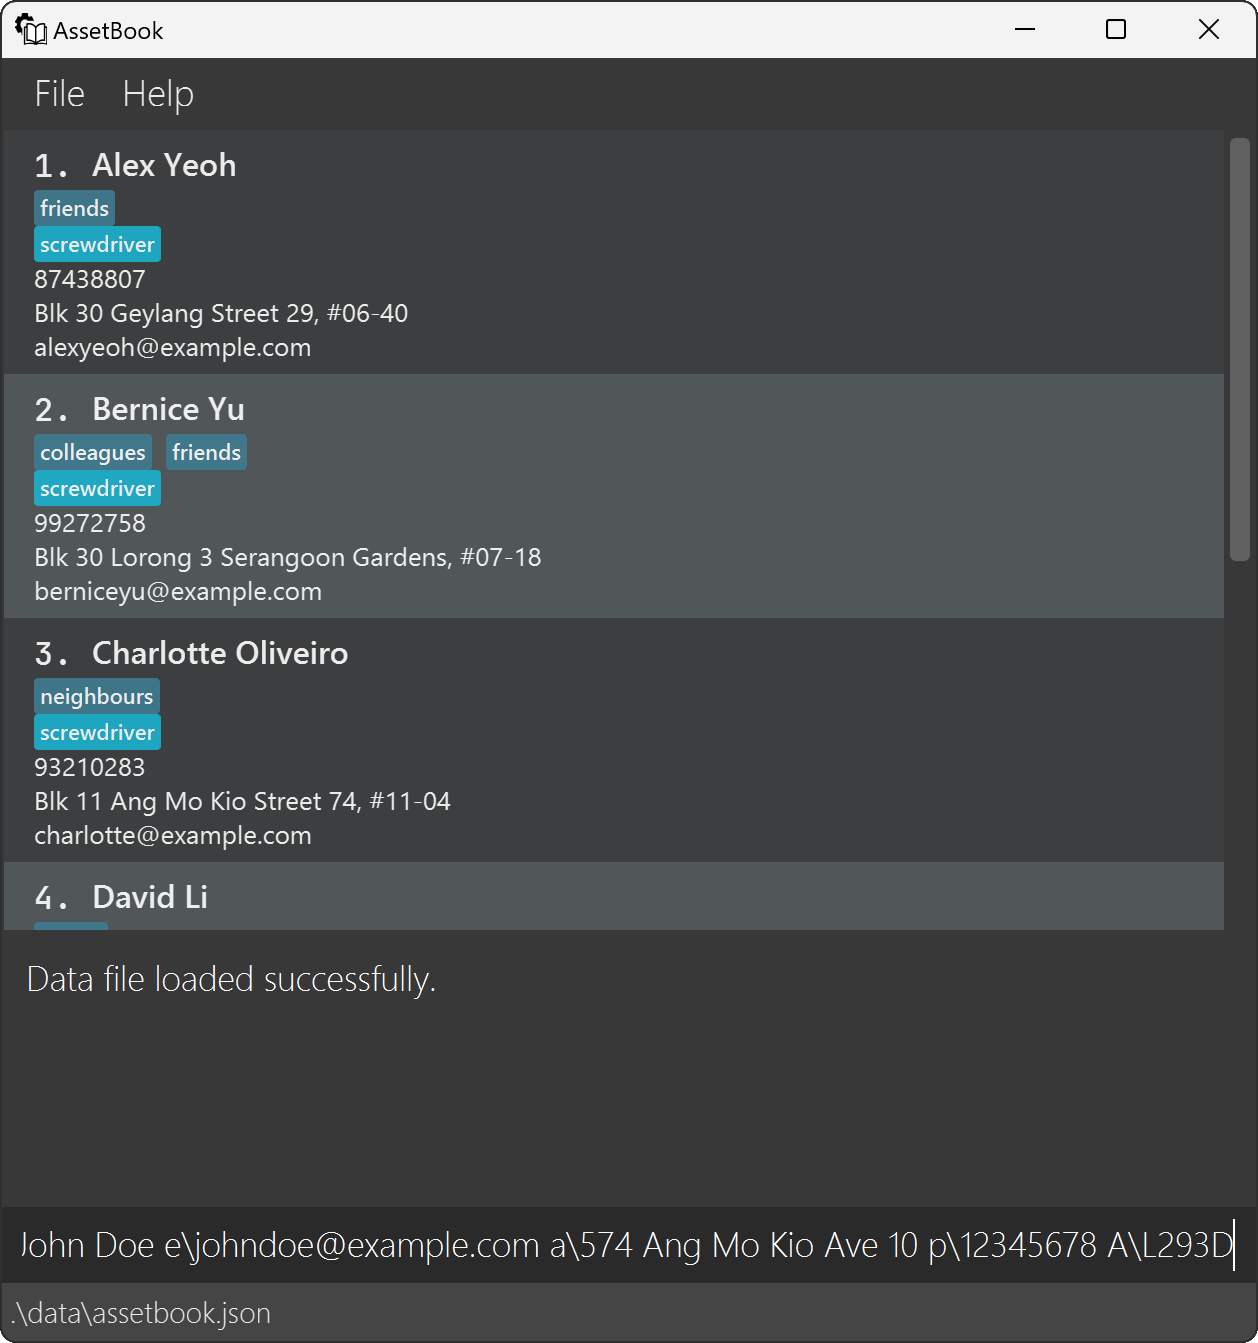 AssetBook
File Help
1. Alex Yeoh
friends
screwdriver
87438807
Blk 30 Geylang Street 29, #06-40
alexyeoh@example.com
2. Bernice Yu
colleagues friends
screwdriver
99272758
Blk 30 Lorong 3 Serangoon Gardens, #07-18
berniceyu@example.com
3. Charlotte Oliveiro
neighbours
screwdriver
93210283
Blk 11 Ang Mo Kio Street 74, #11-04
charlotte@example.com
4. David Li
Data file loaded successfully.
John Doe e\johndoe@example.com a\574 Ang Mo Kio Ave 10 p\12345678 A\L293D
.\data\assetbook.json